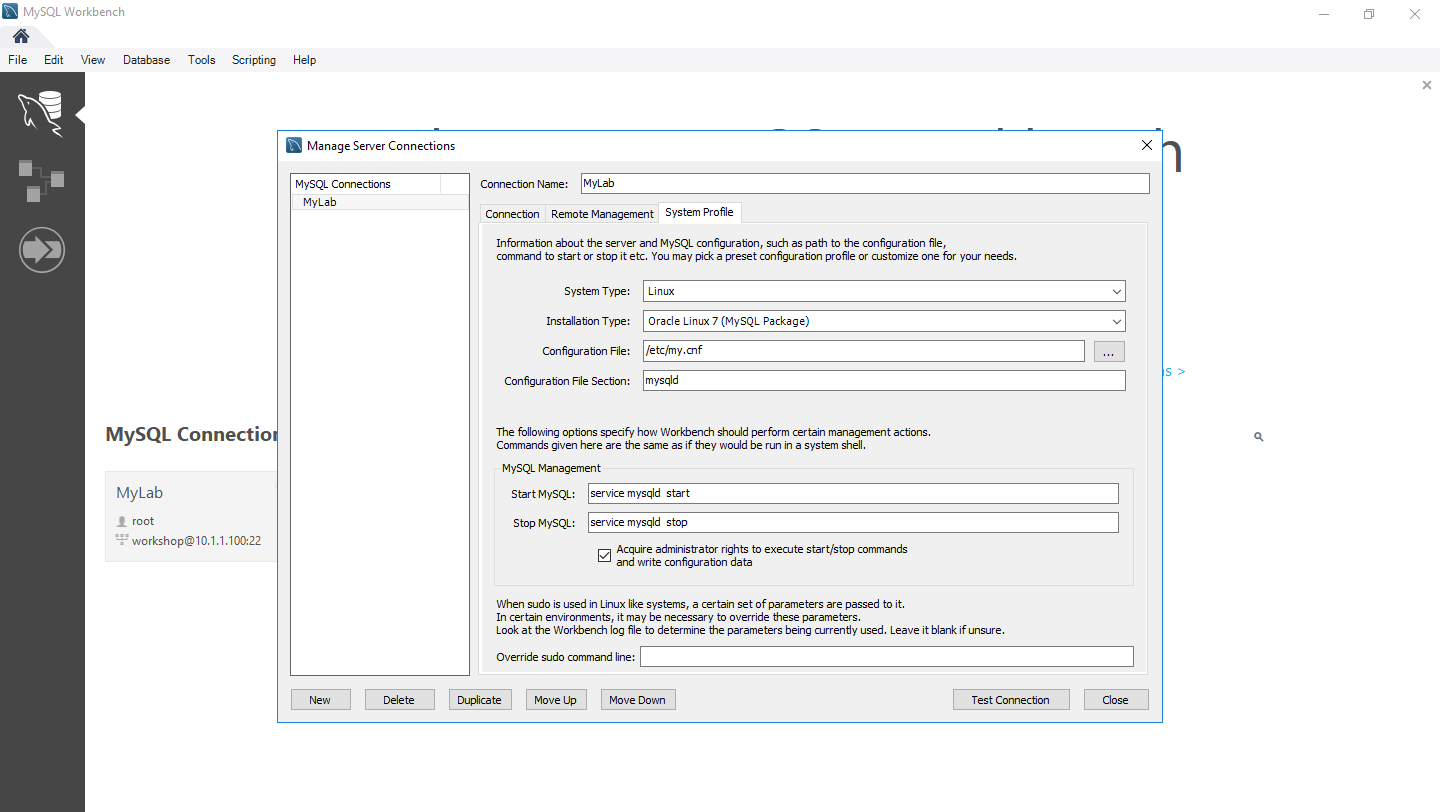 MySQL Workbench
File Edit View Database Tools Scripting Help
Manage Server Connections
MySQL Connections
MyLab
Connection Name: MyLab
Connection Remote Management System Profile
Information about the server and MySQL configuration, such as path to the configuration file,
command to start or stop it etc. You may pick a preset configuration profile or customize one for your needs.
System Type: Linux
Installation Type: Oracle Linux 7 (MySQL Package)
Configuration File: /etc/my.cnf ...
Configuration File Section: mysqld
The following options specify how Workbench should perform certain management actions.
Commands given here are the same as if they would be run in a system shell.
MySQL Management
Start MySQL: service mysqld  start
Stop MySQL: service mysqld  stop
Acquire administrator rights to execute start/stop commands
and write configuration data
When sudo is used in Linux like systems, a certain set of parameters are passed to it.
In certain environments, it may be necessary to override these parameters.
Look at the Workbench log file to determine the parameters being currently used. Leave it blank if unsure.
Override sudo command line:
New Delete Duplicate Move Up Move Down Test Connection Close
MySQL Connection
MyLab
root
workshop@10.1.1.100:22